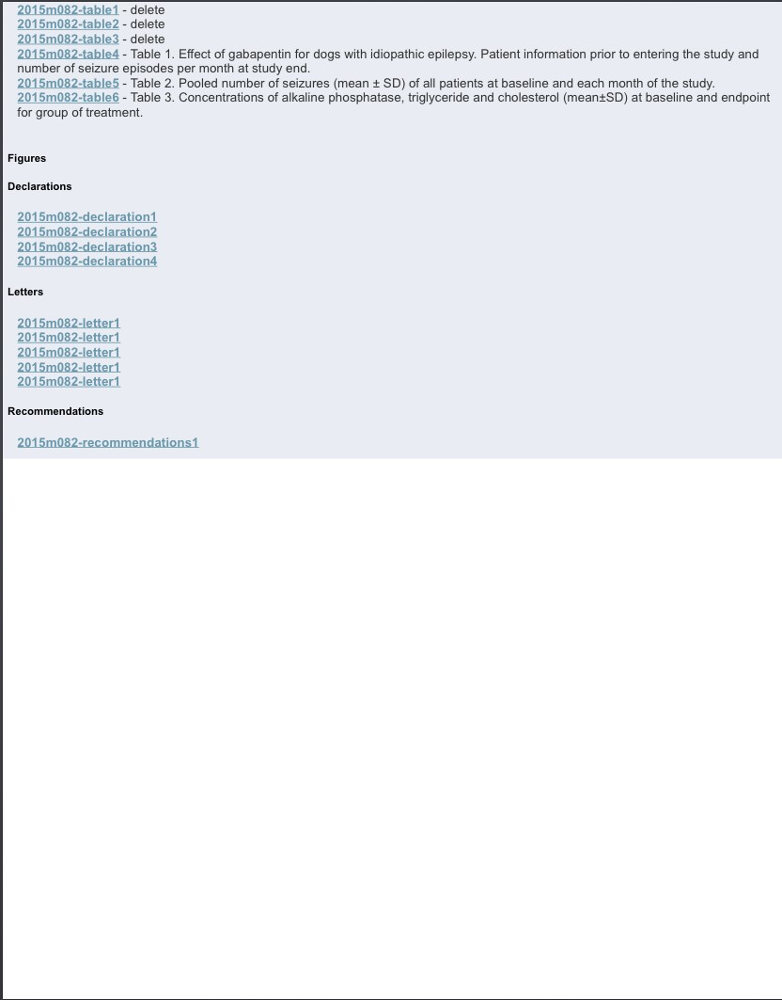 2015m082-table1 - delete
2015m082-table2 - delete
2015m082-table3 - delete
2015m082-table4 - Table 1. Effect of gabapentin for dogs with idiopathic epilepsy. Patient information prior to entering the study and
number of seizure episodes per month at study end.
2015m082-table5 - Table 2. Pooled number of seizures (mean ± SD) of all patients at baseline and each month of the study.
2015m082-table6 - Table 3. Concentrations of alkaline phosphatase, triglyceride and cholesterol (mean±SD) at baseline and endpoint
for group of treatment.
Figures
Declarations
2015m082-declaration1
2015m082-declaration2
2015m082-declaration3
2015m082-declaration4
Letters
2015m082-letter1
2015m082-letter1
2015m082-letter1
2015m082-letter1
2015m082-letter1
Recommendations
2015m082-recommendations1